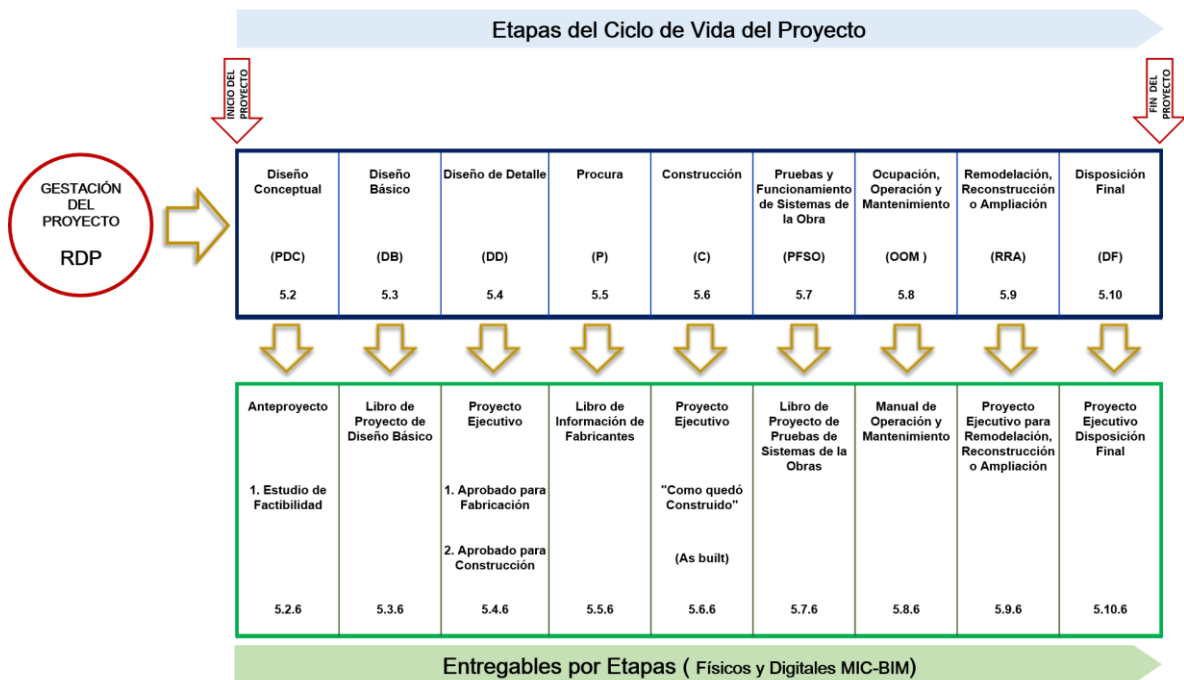 Etapas del Ciclo de Vida del Proyecto
INICIO DEL
PROYECTO
FIN DEL
PROYECTO
GESTACIÓN
DEL
PROYECTO
RDP
Diseño
Conceptual
(PDC)
5.2
Diseño
Básico
(DB)
5.3
Diseño de Detalle
(DD)
5.4
Procura
(P)
5.5
Construcción
(C)
5.6
Pruebas y
Funcionamiento
de Sistemas de
la Obra
(PFSO)
5.7
Ocupación,
Operación y
Mantenimiento
(OOM )
5.8
Remodelación,
Reconstrucción
o Ampliación
(RRA)
5.9
Disposición
Final
(DF)
5.10
Anteproyecto
1. Estudio de
Factibilidad
5.2.6
Libro de
Proyecto de
Diseño Básico
5.3.6
Proyecto
Ejecutivo
1. Aprobado para
Fabricación
2. Aprobado para
Construcción
5.4.6
Libro de
Información de
Fabricantes
5.5.6
Proyecto
Ejecutivo
"Como quedó
Construido"
(As built)
5.6.6
Libro de
Proyecto de
Pruebas de
Sistemas de la
Obras
5.7.6
Manual de
Operación y
Mantenimiento
5.8.6
Proyecto
Ejecutivo para
Remodelación,
Reconstrucción
o Ampliación
5.9.6
Proyecto
Ejecutivo
Disposición
Final
5.10.6
Entregables por Etapas ( Físicos y Digitales MIC-BIM)